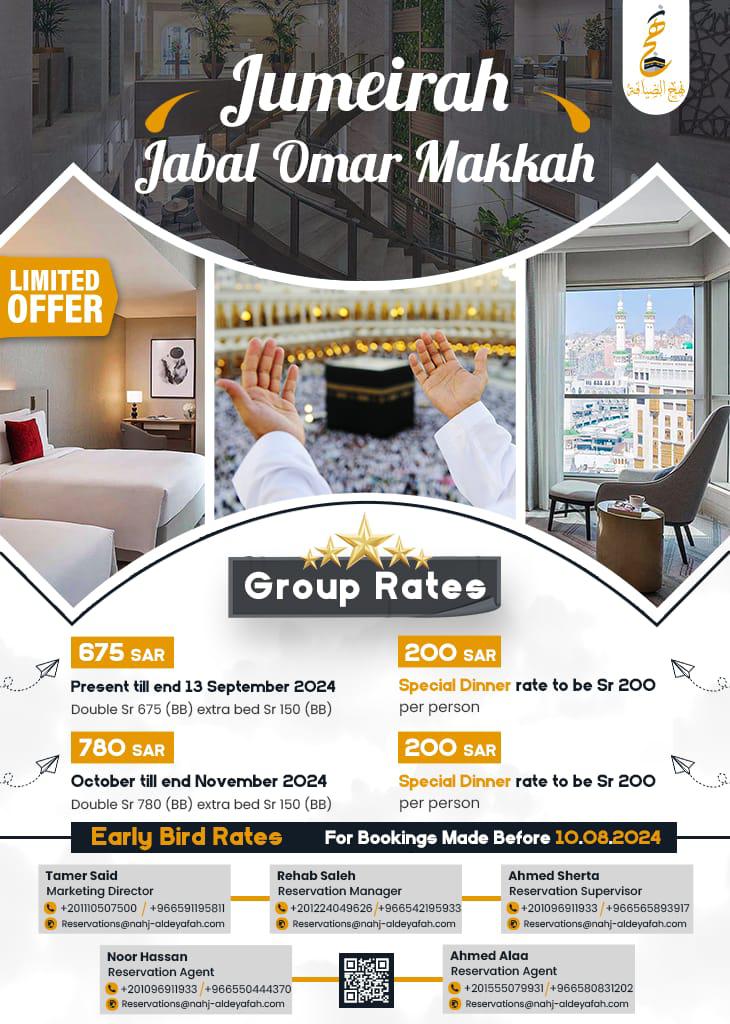 نهج
نهج الضيافة
Jumeirah
Jabal Omar Makkah
LIMITED
OFFER
Group Rates
675 SAR
Present till end 13 September 2024
Double Sr 675 (BB) extra bed Sr 150 (BB)
200 SAR
Special Dinner rate to be Sr 200
per person
780 SAR
October till end November 2024
Double Sr 780 (BB) extra bed Sr 150 (BB)
200 SAR
Special Dinner rate to be Sr 200
per person
Early Bird Rates For Bookings Made Before 10.08.2024
Tamer Said
Marketing Director
+201110507500 / +966591195811
Reservations@nahj-aldeyafah.com
Rehab Saleh
Reservation Manager
+201224049626 /+966542195933
Reservations@nahj-aldeyafah.com
Ahmed Sherta
Reservation Supervisor
+201096911933 /+966565893917
Reservations@nahj-aldeyafah.com
Noor Hassan
Reservation Agent
+201096911933 /+966550444370
Reservations@nahj-aldeyafah.com
Ahmed Alaa
Reservation Agent
+201555079931 /+966580831202
Reservations@nahj-aldeyafah.com